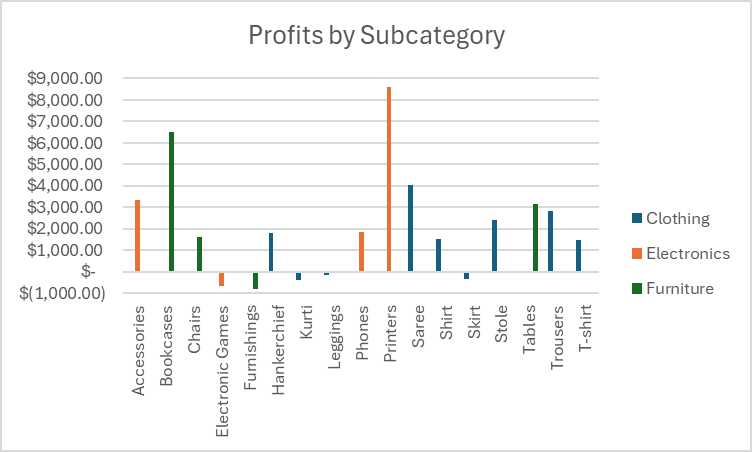 Profits by Subcategory
$9,000.00
$8,000.00
$7,000.00
$6,000.00
$5,000.00
$4,000.00
$3,000.00
$2,000.00
$1,000.00
$-
$(1,000.00)
Accessories
Bookcases
Chairs
Electronic Games
Furnishings
Hankerchief
Kurti
Leggings
Phones
Printers
Saree
Shirt
Skirt
Stole
Tables
Trousers
T-shirt
Clothing
Electronics
Furniture